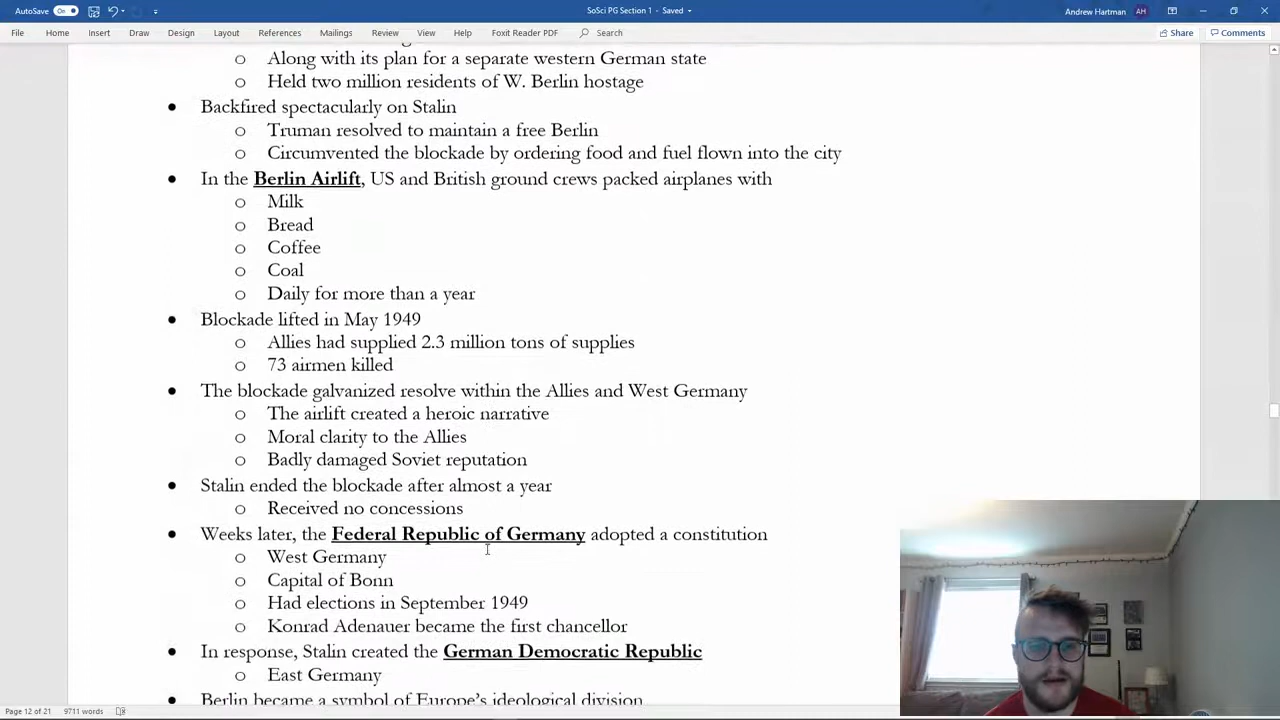 AutoSave On
SoSci PG Section 1 - Saved
Andrew Hartman AH
File Home Insert Draw Design Layout References Mailings Review View Help Foxit Reader PDF Search Share Comments
o Along with its plan for a separate western German state
o Held two million residents of W. Berlin hostage
• Backfired spectacularly on Stalin
o Truman resolved to maintain a free Berlin
o Circumvented the blockade by ordering food and fuel flown into the city
• In the Berlin Airlift, US and British ground crews packed airplanes with
o Milk
o Bread
o Coffee
o Coal
o Daily for more than a year
• Blockade lifted in May 1949
o Allies had supplied 2.3 million tons of supplies
o 73 airmen killed
• The blockade galvanized resolve within the Allies and West Germany
o The airlift created a heroic narrative
o Moral clarity to the Allies
o Badly damaged Soviet reputation
• Stalin ended the blockade after almost a year
o Received no concessions
• Weeks later, the Federal Republic of Germany adopted a constitution
o West Germany
o Capital of Bonn
o Had elections in September 1949
o Konrad Adenauer became the first chancellor
• In response, Stalin created the German Democratic Republic
o East Germany
• Berlin became a symbol of Europe's ideological division
Page 12 of 21 9711 words